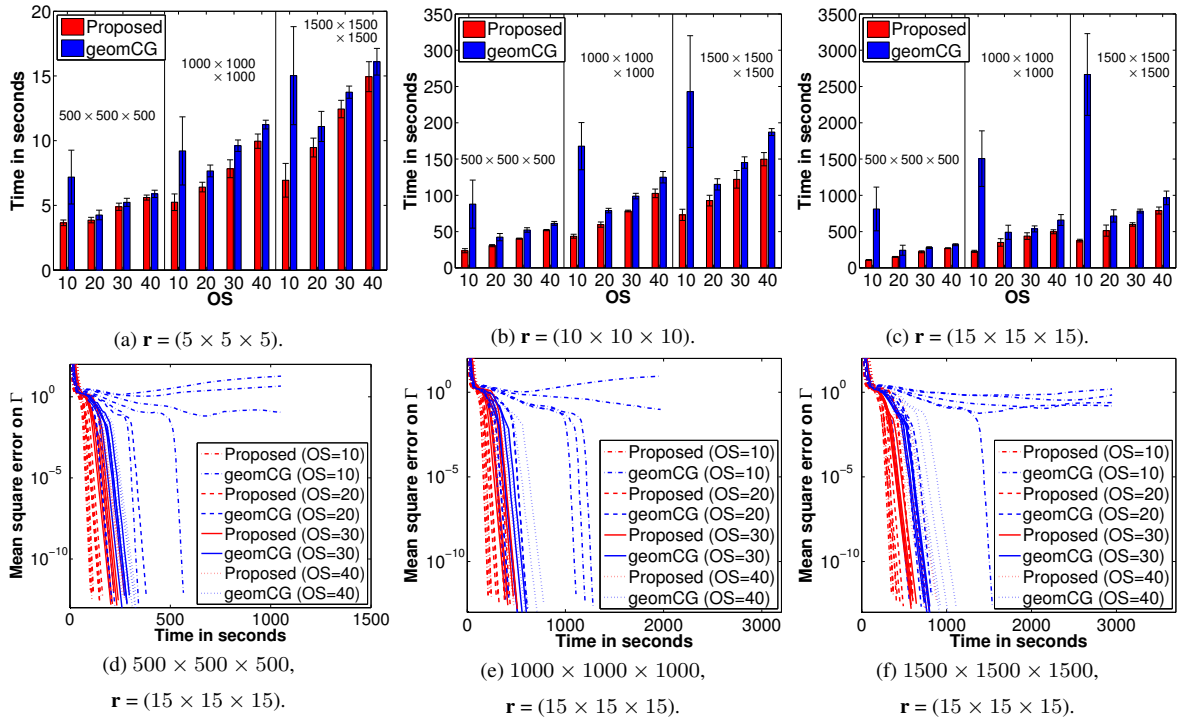 Proposed
geomCG
500 × 500 × 500
1000 × 1000
× 1000
1500 × 1500
× 1500
20
15
10
5
0
Time in seconds
10 20 30 40 10 20 30 40 10 20 30 40
OS
(a) r = (5 × 5 × 5).
Proposed
geomCG
500 × 500 × 500
1000 × 1000
× 1000
1500 × 1500
× 1500
350
300
250
200
150
100
50
0
Time in seconds
10 20 30 40 10 20 30 40 10 20 30 40
OS
(b) r = (10 × 10 × 10).
Proposed
geomCG
500 × 500 × 500
1000 × 1000
× 1000
1500 × 1500
× 1500
3500
3000
2500
2000
1500
1000
500
0
Time in seconds
10 20 30 40 10 20 30 40 10 20 30 40
OS
(c) r = (15 × 15 × 15).
Mean square error on Γ
10^0
10^-5
10^-10
Proposed (OS=10)
geomCG (OS=10)
Proposed (OS=20)
geomCG (OS=20)
Proposed (OS=30)
geomCG (OS=30)
Proposed (OS=40)
geomCG (OS=40)
0 500 1000 1500
Time in seconds
(d) 500 × 500 × 500,
r = (15 × 15 × 15).
Mean square error on Γ
10^0
10^-5
10^-10
Proposed (OS=10)
geomCG (OS=10)
Proposed (OS=20)
geomCG (OS=20)
Proposed (OS=30)
geomCG (OS=30)
Proposed (OS=40)
geomCG (OS=40)
0 1000 2000 3000
Time in seconds
(e) 1000 × 1000 × 1000,
r = (15 × 15 × 15).
Mean square error on Γ
10^0
10^-5
10^-10
Proposed (OS=10)
geomCG (OS=10)
Proposed (OS=20)
geomCG (OS=20)
Proposed (OS=30)
geomCG (OS=30)
Proposed (OS=40)
geomCG (OS=40)
0 1000 2000 3000
Time in seconds
(f) 1500 × 1500 × 1500,
r = (15 × 15 × 15).